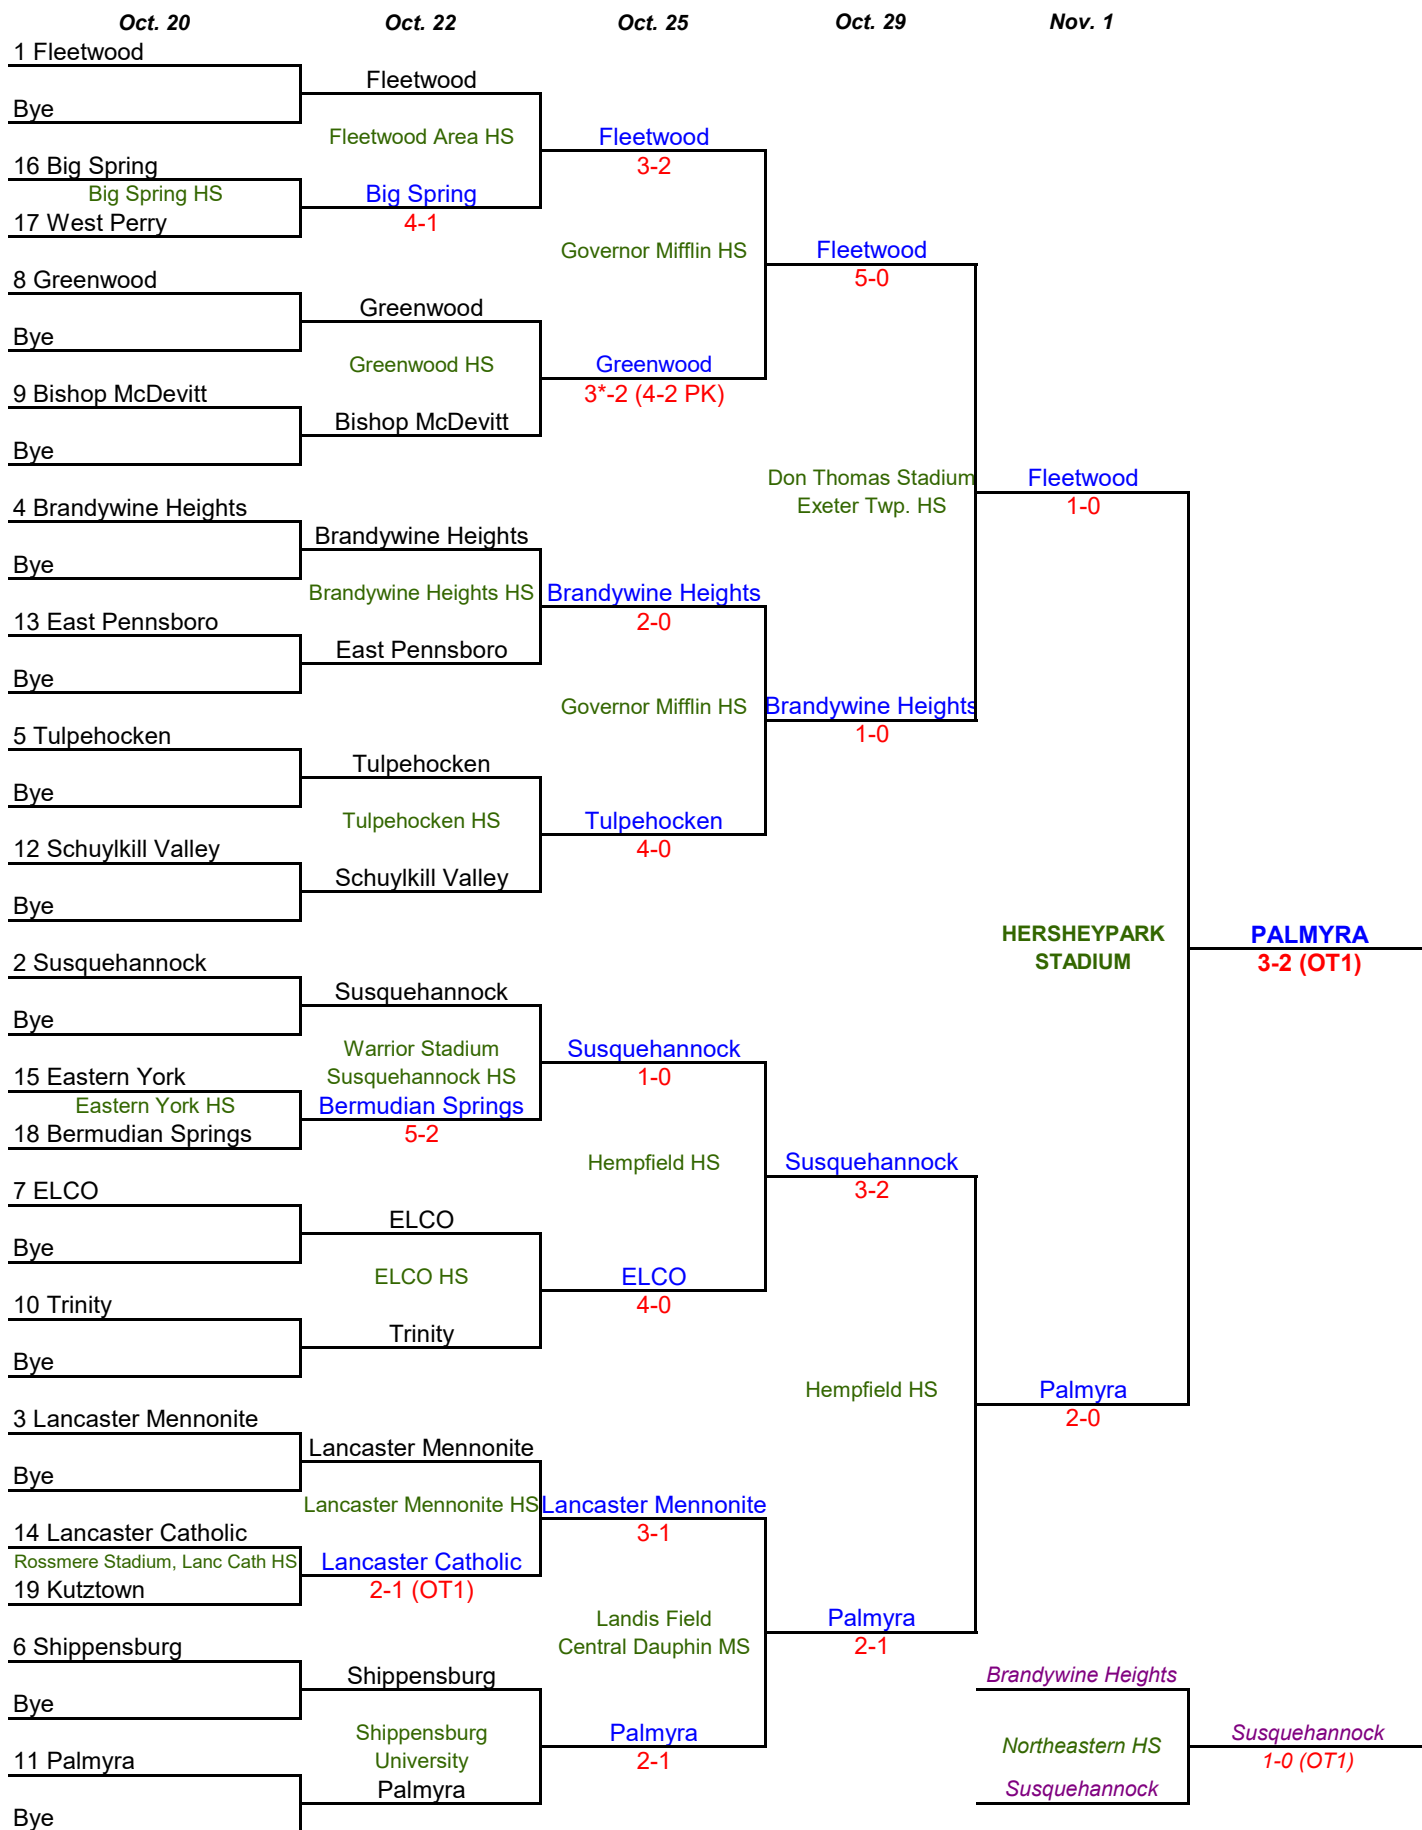 Oct. 20
Oct. 22
Oct. 25
Oct. 29
Nov. 1
1 Fleetwood
Bye
16 Big Spring
Big Spring HS
17 West Perry
8 Greenwood
Bye
9 Bishop McDevitt
Bye
4 Brandywine Heights
Bye
13 East Pennsboro
Bye
5 Tulpehocken
Bye
12 Schuylkill Valley
Bye
2 Susquehannock
Bye
15 Eastern York
Eastern York HS
18 Bermudian Springs
7 ELCO
Bye
10 Trinity
Bye
3 Lancaster Mennonite
Bye
14 Lancaster Catholic
Rossmere Stadium, Lanc Cath HS
19 Kutztown
6 Shippensburg
Bye
11 Palmyra
Bye
Fleetwood
Fleetwood Area HS
Big Spring
4-1
Greenwood
Greenwood HS
Bishop McDevitt
Brandywine Heights
Brandywine Heights HS
East Pennsboro
Tulpehocken
Tulpehocken HS
Schuylkill Valley
Susquehannock
Warrior Stadium
Susquehannock HS
Bermudian Springs
5-2
ELCO
ELCO HS
Trinity
Lancaster Mennonite
Lancaster Mennonite HS
Lancaster Catholic
2-1 (OT1)
Shippensburg
Shippensburg
University
Palmyra
Fleetwood
3-2
Governor Mifflin HS
Greenwood
3*-2 (4-2 PK)
Brandywine Heights
2-0
Governor Mifflin HS
Tulpehocken
4-0
Susquehannock
1-0
Hempfield HS
ELCO
4-0
Lancaster Mennonite
3-1
Landis Field
Central Dauphin MS
Palmyra
2-1
Fleetwood
5-0
Don Thomas Stadium
Exeter Twp. HS
Brandywine Heights
1-0
Susquehannock
3-2
Hempfield HS
Palmyra
2-1
Fleetwood
1-0
HERSHEYPARK
STADIUM
Palmyra
2-0
PALMYRA
3-2 (OT1)
Brandywine Heights
Northeastern HS
Susquehannock
Susquehannock
1-0 (OT1)